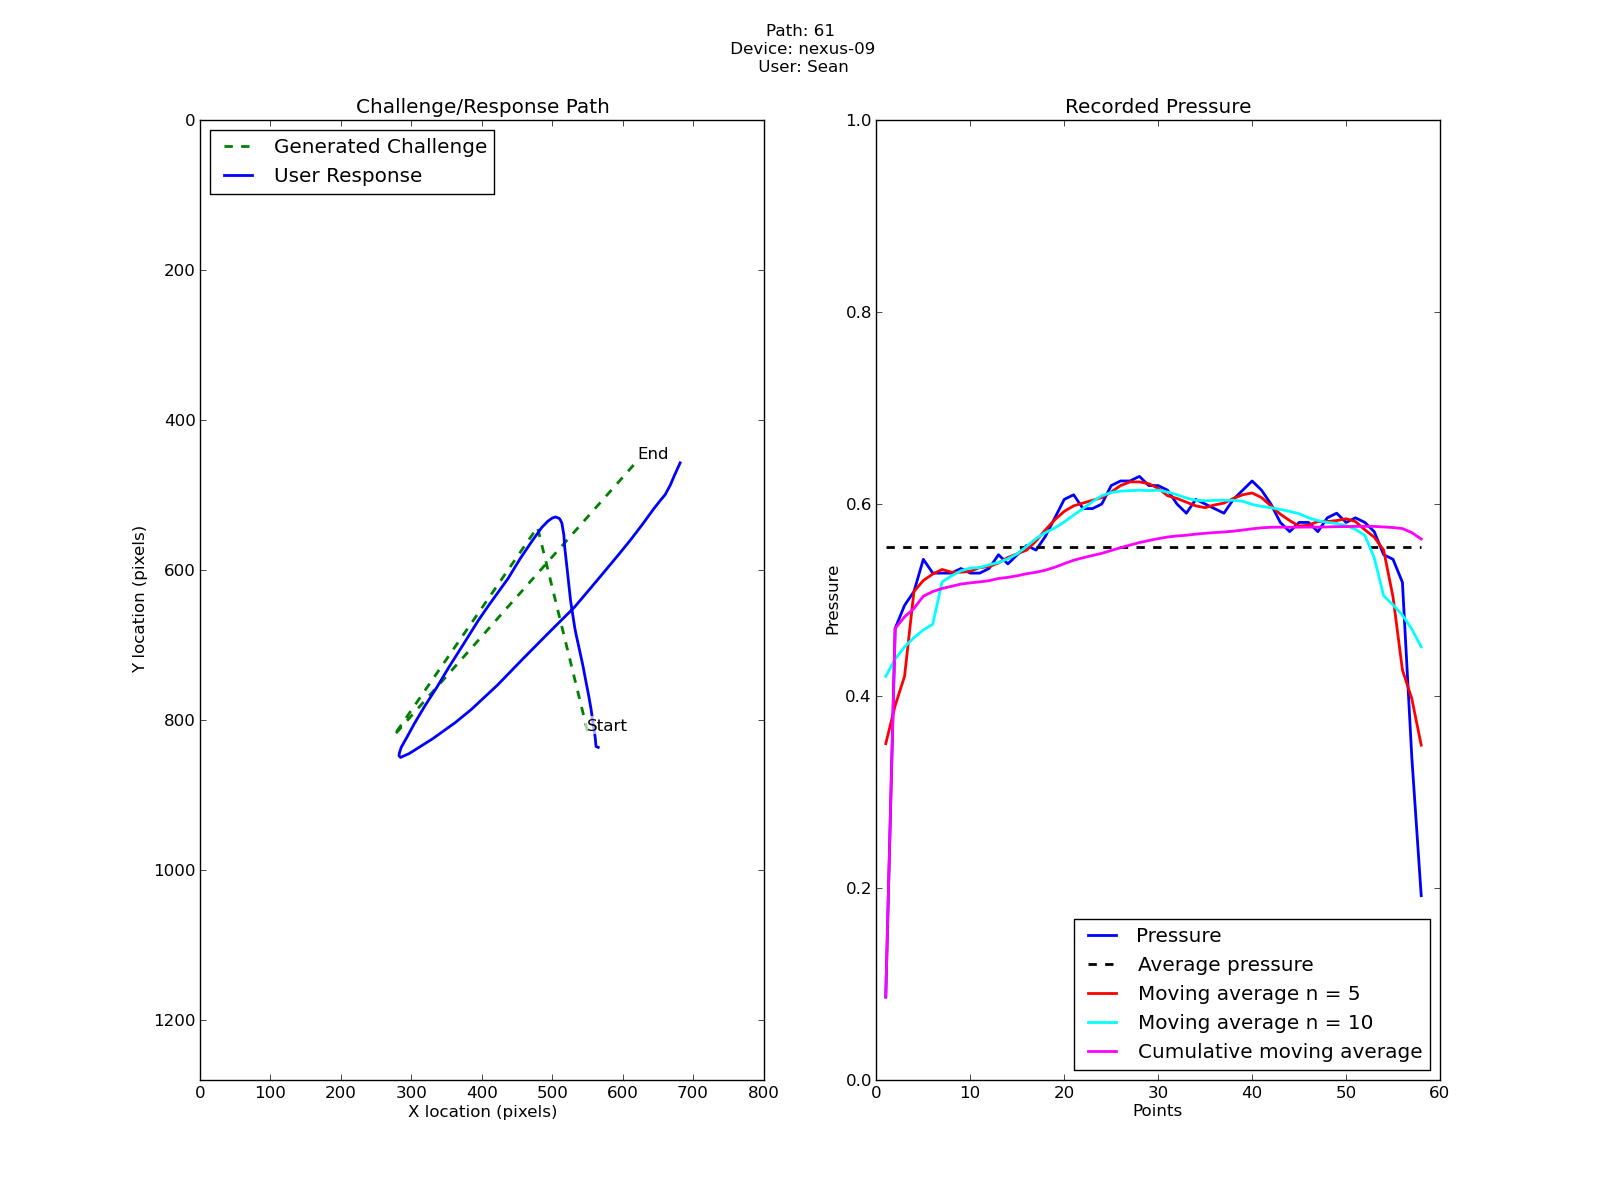 Path: 61
Device: nexus-09
User: Sean
Challenge/Response Path
Generated Challenge
User Response
0
200
400
600
800
1000
1200
Y location (pixels)
End
Start
0 100 200 300 400 500 600 700 800
X location (pixels)
Recorded Pressure
1.0
0.8
0.6
0.4
0.2
0.0
Pressure
Pressure
Average pressure
Moving average n = 5
Moving average n = 10
Cumulative moving average
0 10 20 30 40 50 60
Points